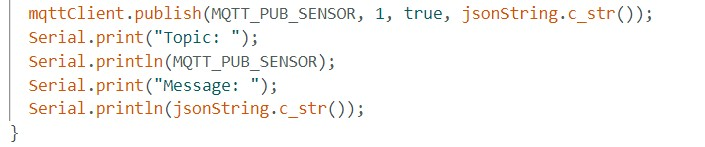 mqttClient.publish(MQTT_PUB_SENSOR, 1, true, jsonString.c_str());
Serial.print("Topic: ");
Serial.println(MQTT_PUB_SENSOR);
Serial.print("Message: ");
Serial.println(jsonString.c_str());
}